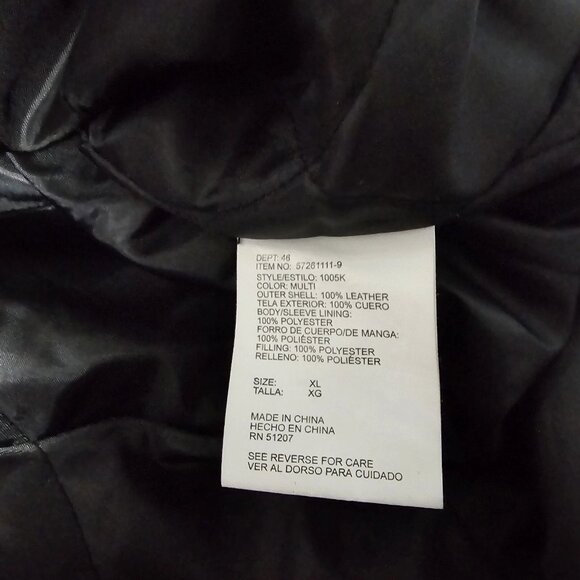 DEPT: 46
ITEM NO: 57261111-9
STYLE/ESTILO: 1005K
COLOR: MULTI
OUTER SHELL: 100% LEATHER
TELA EXTERIOR: 100% CUERO
BODY/SLEEVE LINING:
100% POLYESTER
FORRO DE CUERPO/DE MANGA:
100% POLIÈSTER
FILLING: 100% POLYESTER
RELLENO: 100% POLIÈSTER
SIZE: XL
TALLA: XG
MADE IN CHINA
HECHO EN CHINA
RN 51207
SEE REVERSE FOR CARE
VER AL DORSO PARA CUIDADO